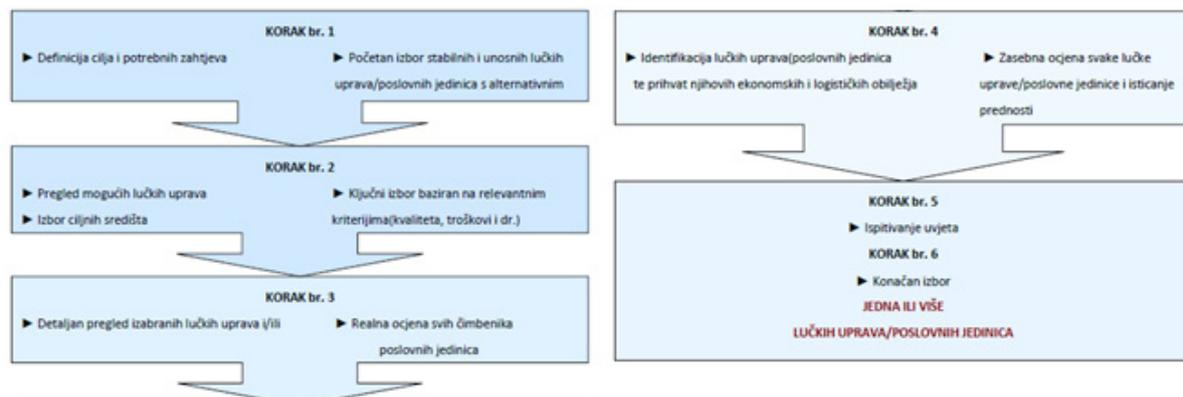 KORAK br. 1
► Definicija cilja i potrebnih zahtjeva
► Početan izbor stabilnih i unosnih lučkih
uprava/poslovnih jedinica s alternativnim
KORAK br. 2
► Pregled mogućih lučkih uprava
► Izbor ciljnih središta
► Ključni izbor baziran na relevantnim
kriterijima(kvaliteta, troškovi i dr.)
KORAK br. 3
► Detaljan pregled izabranih lučkih uprava i/ili
► Realna ocjena svih čimbenika
poslovnih jedinica
KORAK br. 4
► Identifikacija lučkih uprava(poslovnih jedinica
te prihvat njihovih ekonomskih i logističkih obilježja
► Zasebna ocjena svake lučke
uprave/poslovne jedinice i isticanje
prednosti
KORAK br. 5
► Ispitivanje uvjeta
KORAK br. 6
► Konačan izbor
JEDNA ILI VIŠE
LUČKIH UPRAVA/POSLOVNIH JEDINICA